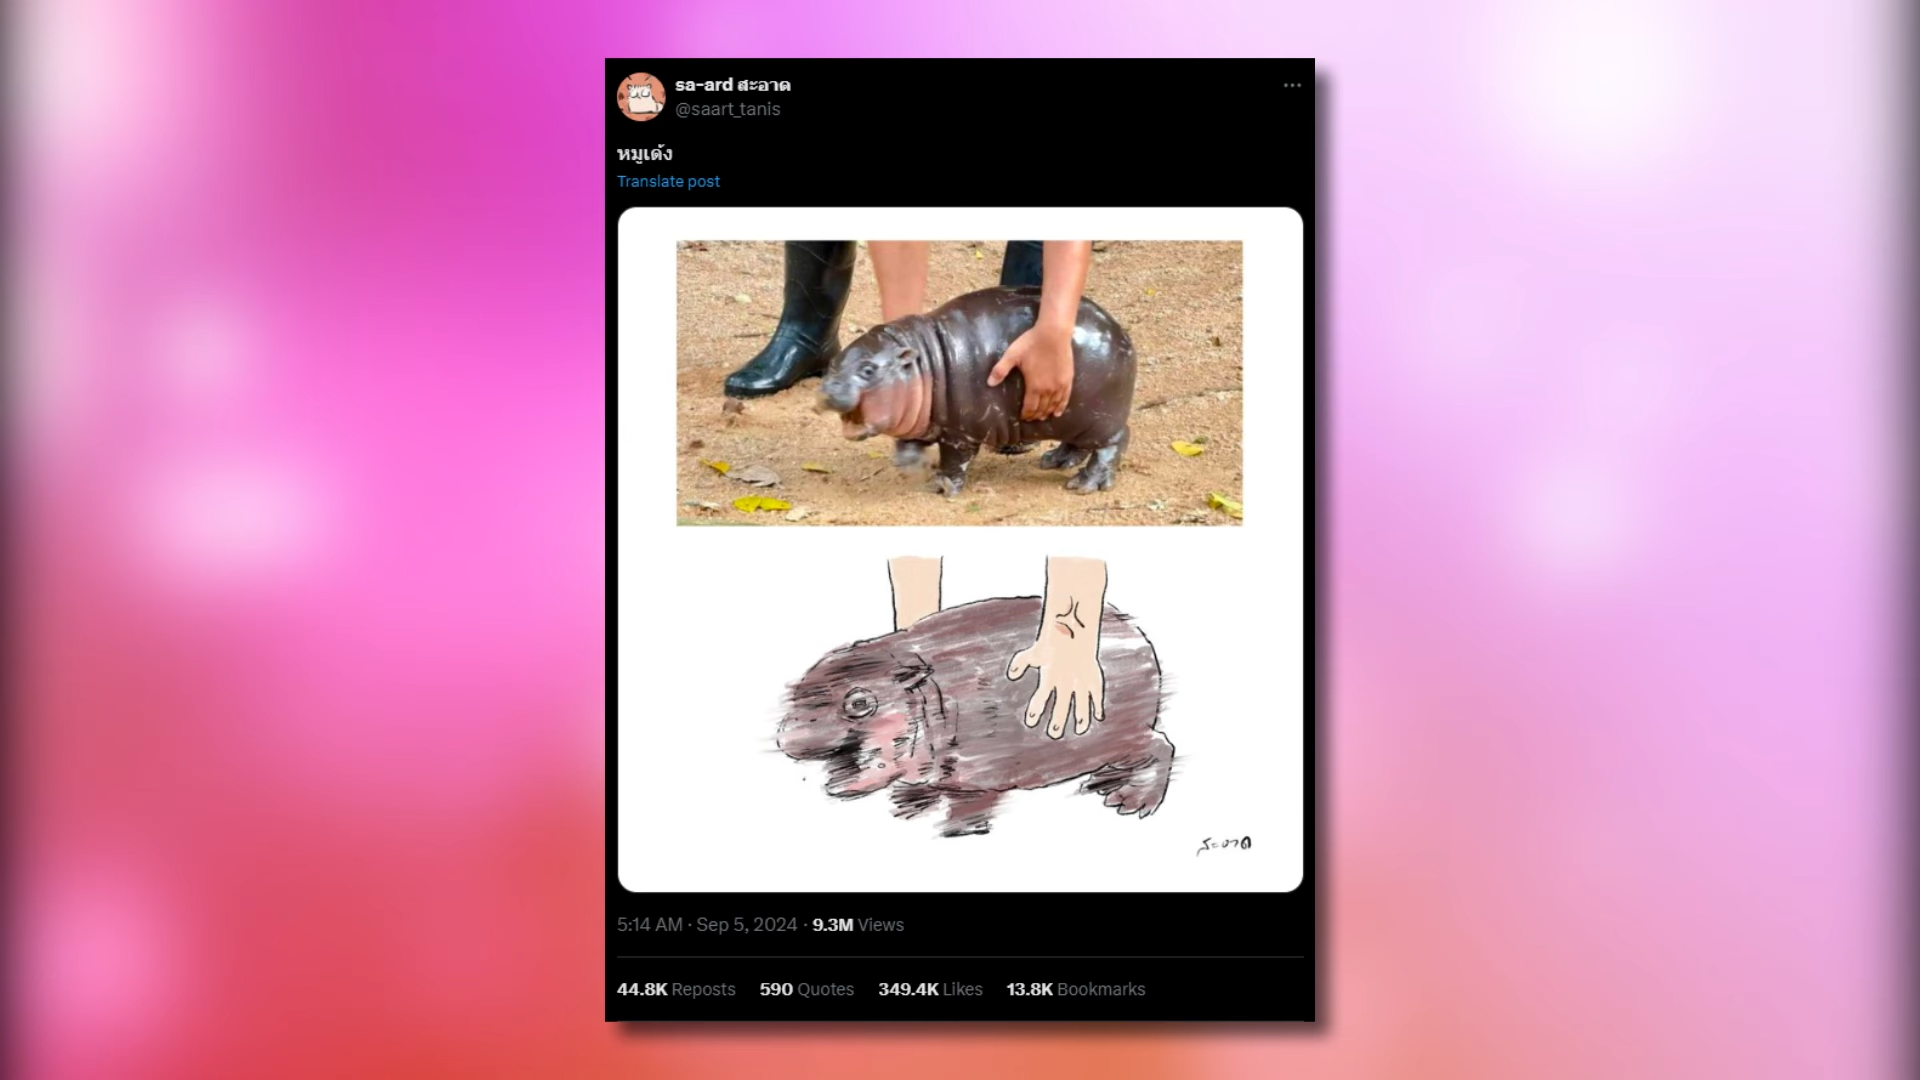 sa-ard สะอาด
@saart_tanis
หมูเด้ง
Translate post
สะอาด
5:14 AM · Sep 5, 2024 · 9.3M Views
44.8K Reposts 590 Quotes 349.4K Likes 13.8K Bookmarks